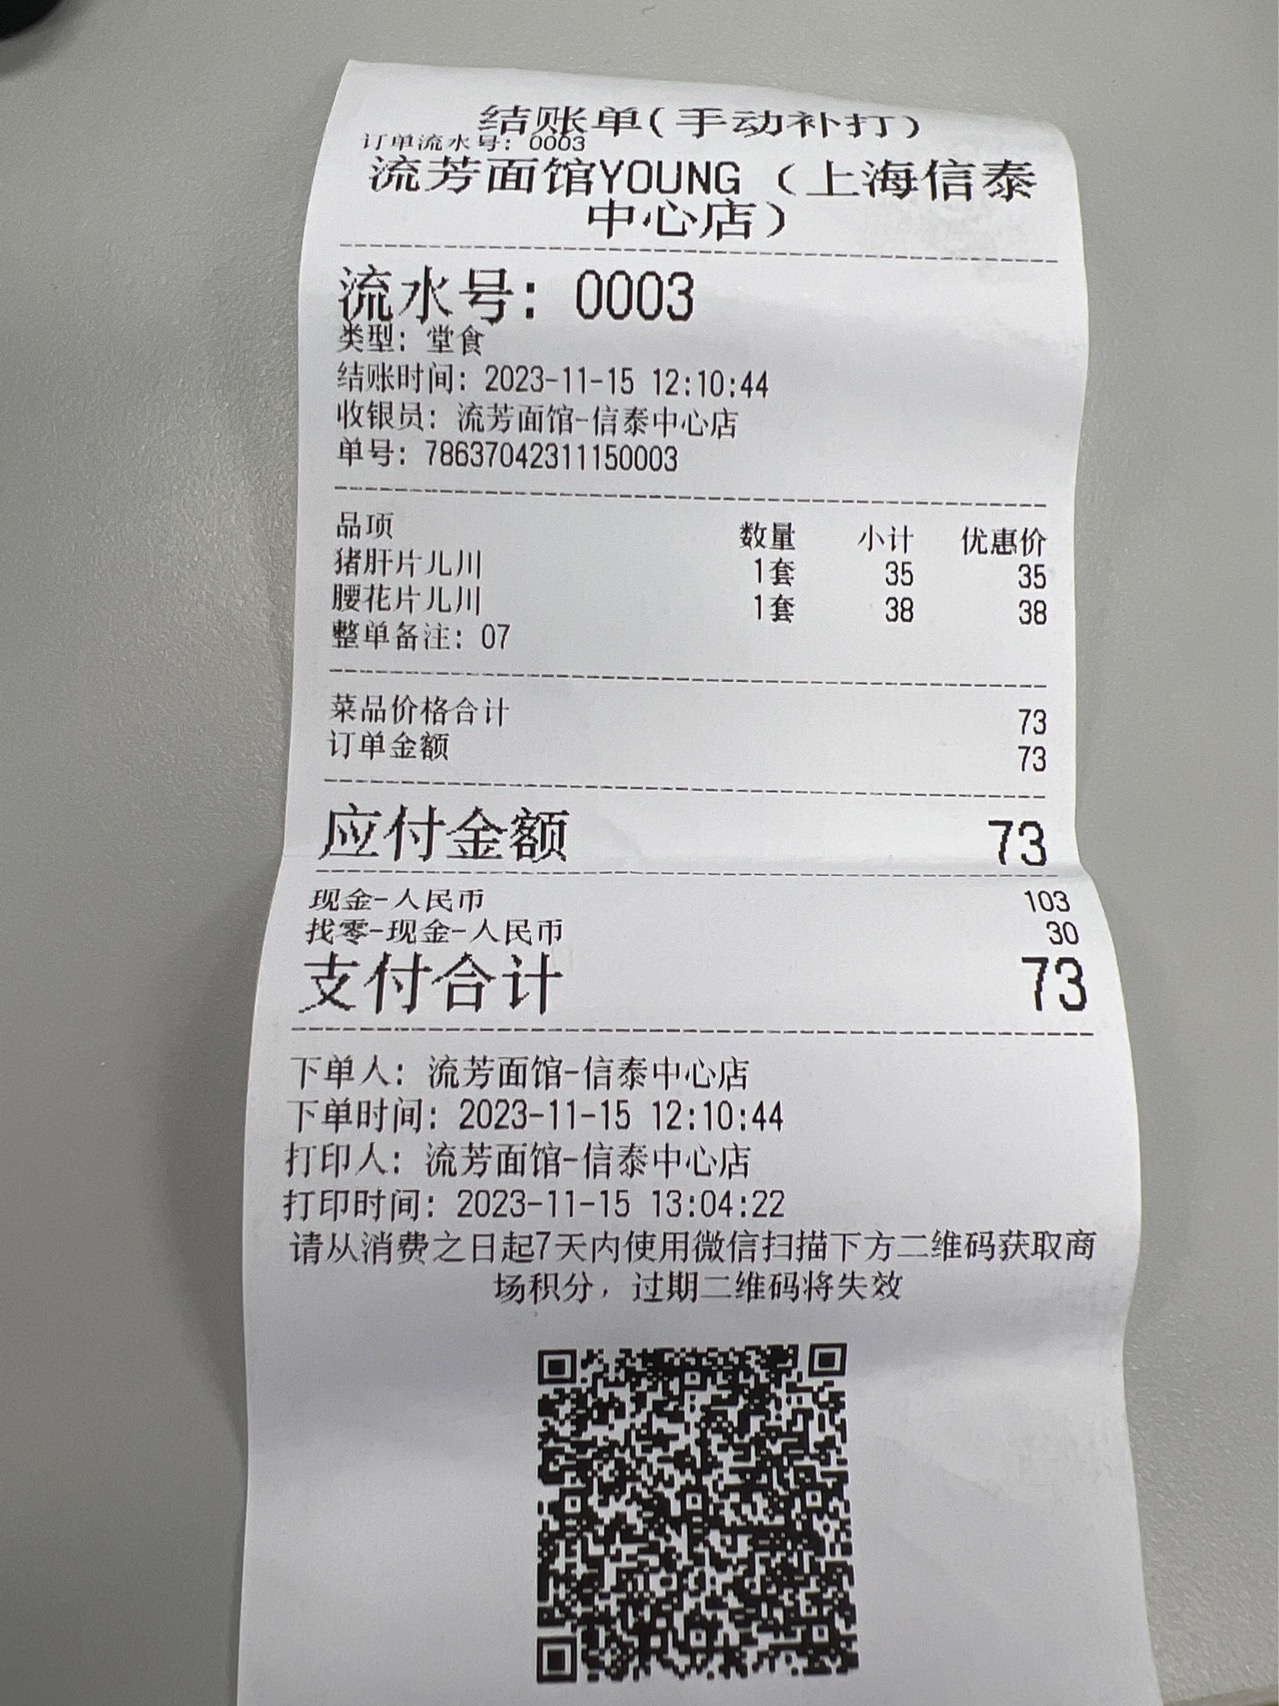 结账单(手动补打)
订单流水号: 0003
流芳面馆YOUNG（上海信泰
中心店）
流水号: 0003
类型: 堂食
结账时间: 2023-11-15 12:10:44
收银员: 流芳面馆-信泰中心店
单号: 78637042311150003
品项 数量 小计 优惠价
猪肝片儿川 1套 35 35
腰花片儿川 1套 38 38
整单备注: 07
菜品价格合计 73
订单金额 73
应付金额 73
现金-人民币 103
找零-现金-人民币 30
支付合计 73
下单人: 流芳面馆-信泰中心店
下单时间: 2023-11-15 12:10:44
打印人: 流芳面馆-信泰中心店
打印时间: 2023-11-15 13:04:22
请从消费之日起7天内使用微信扫描下方二维码获取商
场积分，过期二维码将失效